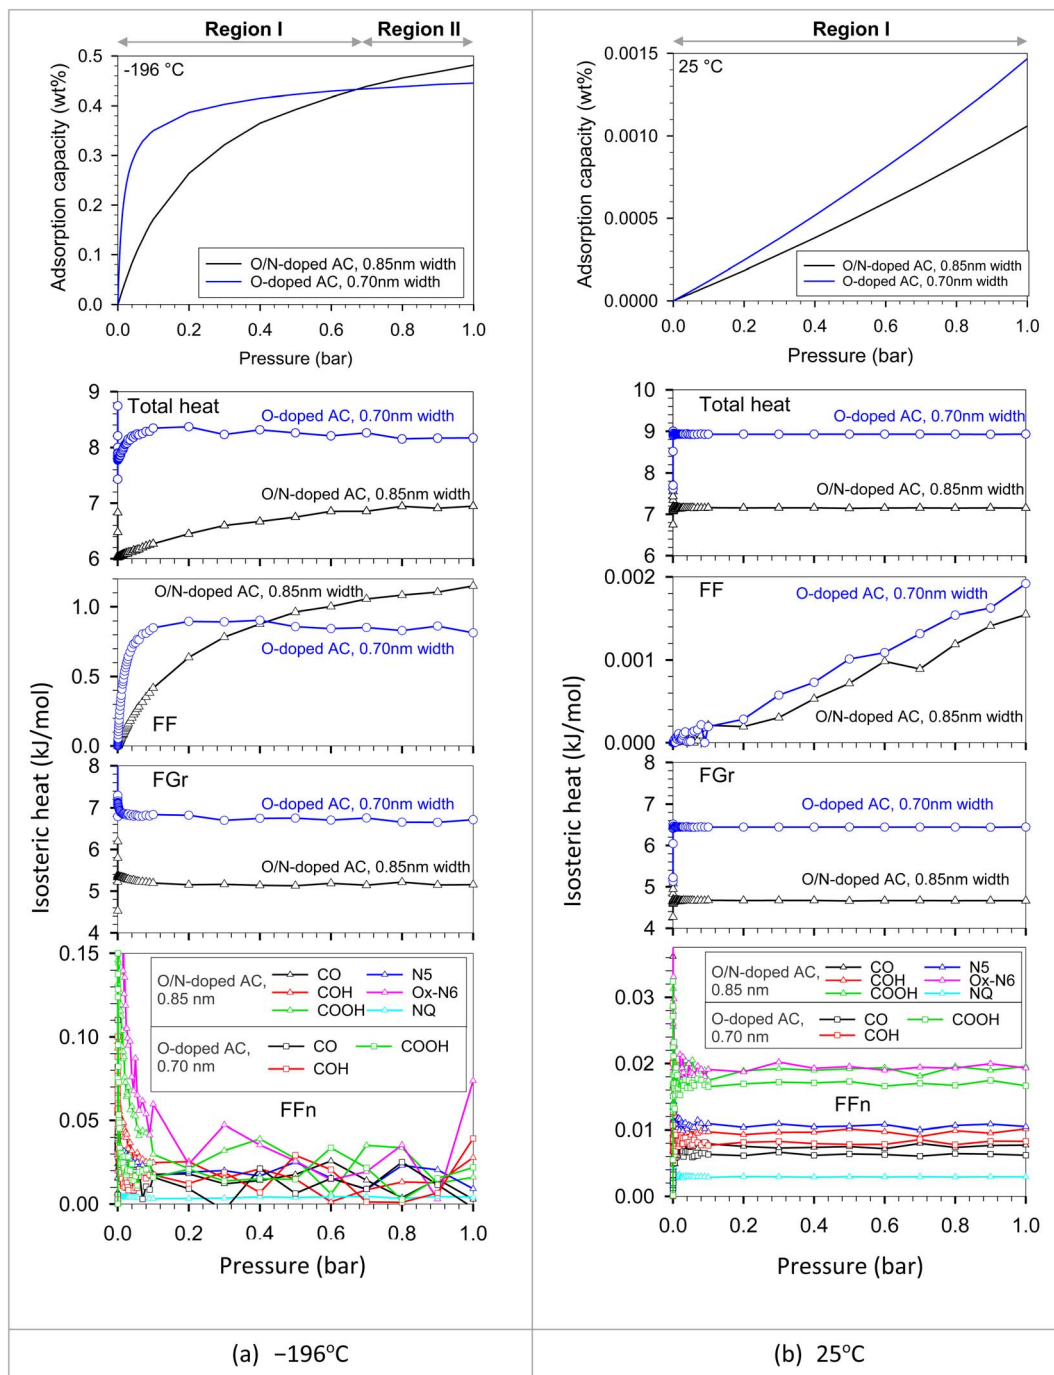 Region I Region II
-196 °C
Adsorption capacity (wt%)
0.5
0.4
0.3
0.2
0.1
0.0
O/N-doped AC, 0.85nm width
O-doped AC, 0.70nm width
0.0 0.2 0.4 0.6 0.8 1.0
Pressure (bar)
Isosteric heat (kJ/mol)
Total heat
9
8
7
6
O-doped AC, 0.70nm width
O/N-doped AC, 0.85nm width
O/N-doped AC, 0.85nm width
1.0
0.5
0.0
O-doped AC, 0.70nm width
FF
8
7
6
5
4
FGr
O-doped AC, 0.70nm width
O/N-doped AC, 0.85nm width
0.15
0.10
0.05
0.00
O/N-doped AC,
0.85 nm
CO N5
COH Ox-N6
COOH NQ
O-doped AC,
0.70 nm
CO COOH
COH
FFn
0.0 0.2 0.4 0.6 0.8 1.0
Pressure (bar)
(a) −196°C
Region I
25 °C
Adsorption capacity (wt%)
0.0015
0.0010
0.0005
0.0000
O/N-doped AC, 0.85nm width
O-doped AC, 0.70nm width
0.0 0.2 0.4 0.6 0.8 1.0
Pressure (bar)
Isosteric heat (kJ/mol)
10
9
8
7
6
Total heat
O-doped AC, 0.70nm width
O/N-doped AC, 0.85nm width
0.002
0.001
0.000
FF
O-doped AC, 0.70nm width
O/N-doped AC, 0.85nm width
8
7
6
5
4
FGr
O-doped AC, 0.70nm width
O/N-doped AC, 0.85nm width
0.03
0.02
0.01
0.00
O/N-doped AC,
0.85 nm
CO N5
COH Ox-N6
COOH NQ
O-doped AC,
0.70 nm
CO COOH
COH
FFn
0.0 0.2 0.4 0.6 0.8 1.0
Pressure (bar)
(b) 25°C